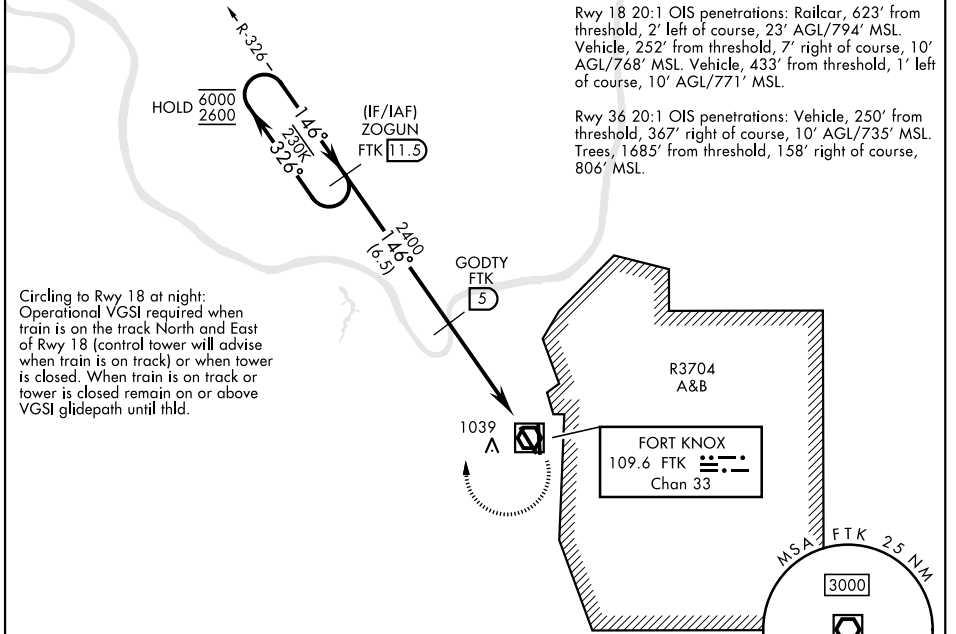 Rwy 18 20:1 OIS penetrations: Railcar, 623' from
threshold, 2' left of course, 23' AGL/794' MSL.
Vehicle, 252' from threshold, 7' right of course, 10'
AGL/768' MSL. Vehicle, 433' from threshold, 1' left
of course, 10' AGL/771' MSL.
Rwy 36 20:1 OIS penetrations: Vehicle, 250' from
threshold, 367' right of course, 10' AGL/735' MSL.
Trees, 1685' from threshold, 158' right of course,
806' MSL.
R-326
HOLD 6000
2600
146°
230K
326°
(IF/IAF)
ZOGUN
FTK 11.5
2400
146°
(6.5)
GODTY
FTK
5
Circling to Rwy 18 at night:
Operational VGSI required when
train is on the track North and East
of Rwy 18 (control tower will advise
when train is on track) or when tower
is closed. When train is on track or
tower is closed remain on or above
VGSI glidepath until thld.
R3704
A&B
1039
FORT KNOX
109.6 FTK
Chan 33
MSA FTK 25 NM
3000